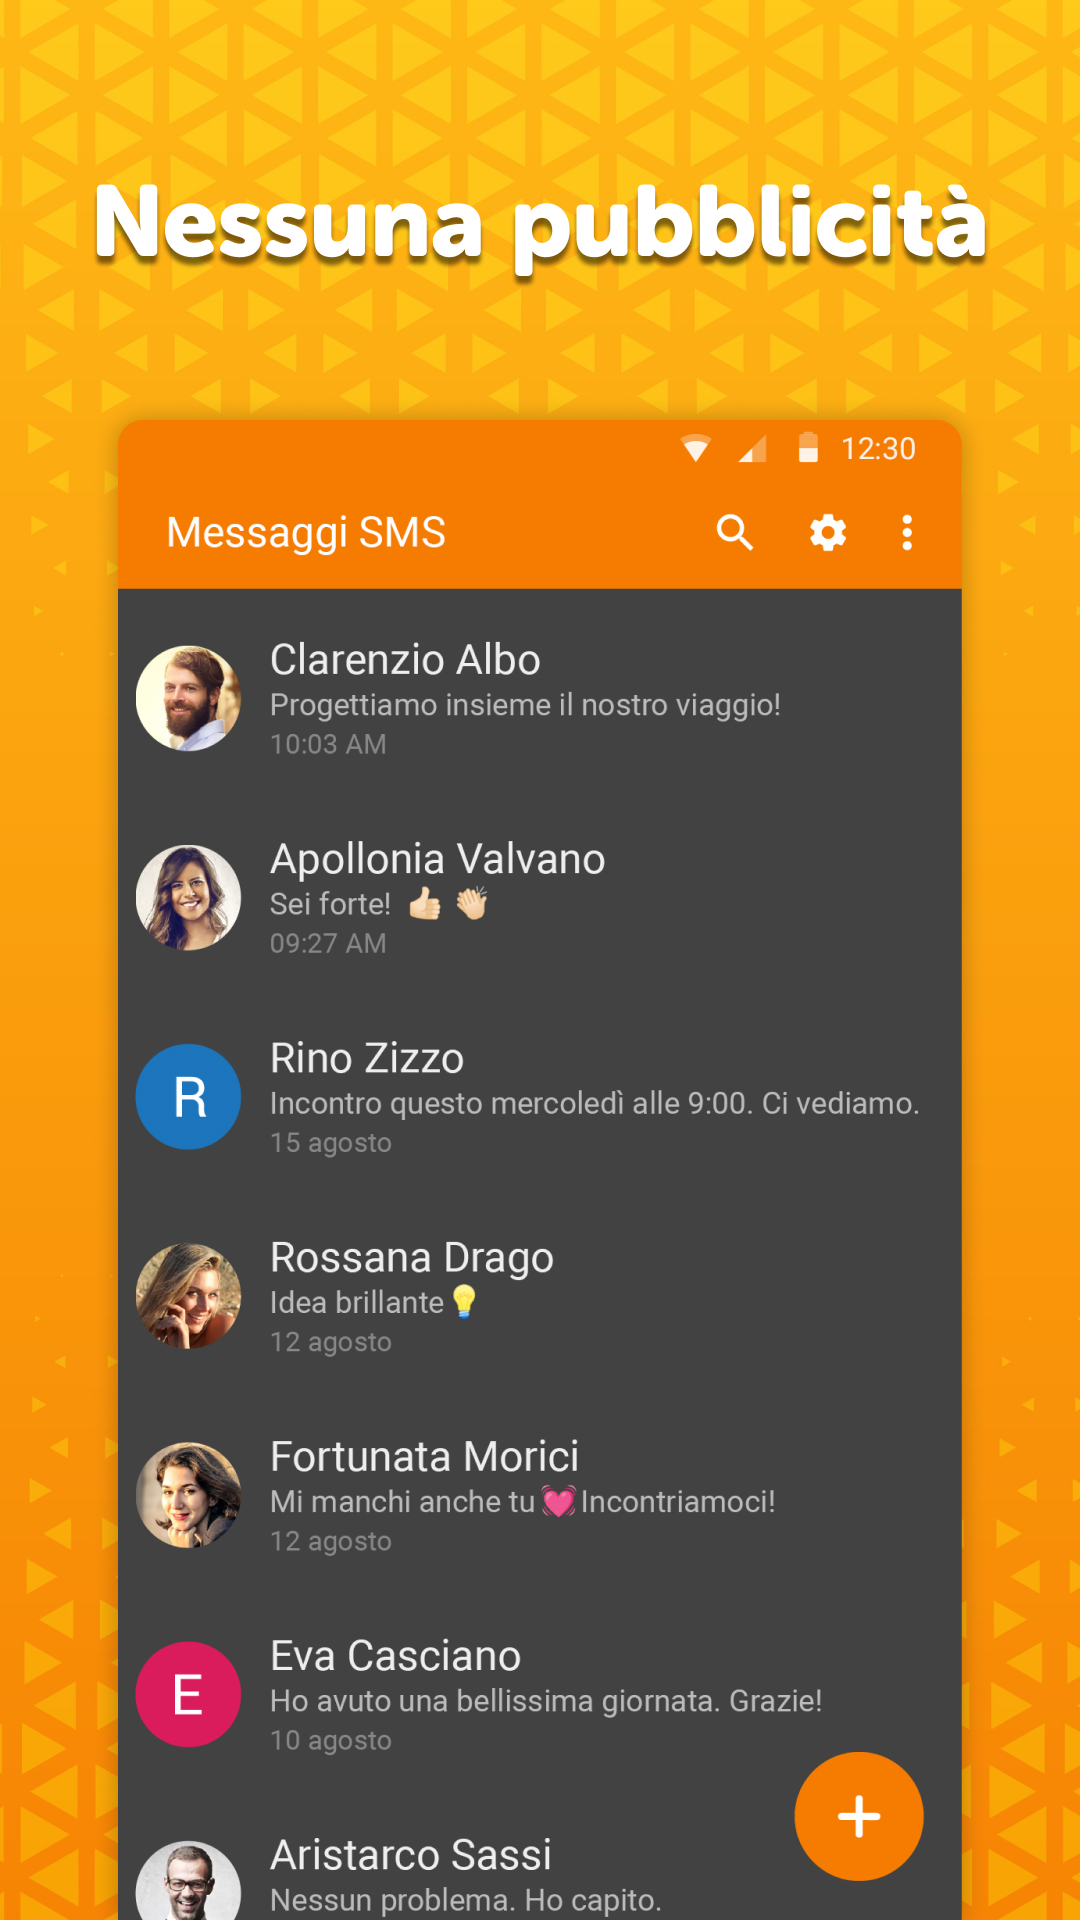 Nessuna pubblicità
12:30
Messaggi SMS
Clarenzio Albo
Progettiamo insieme il nostro viaggio!
10:03 AM
Apollonia Valvano
Sei forte! 👍🏻 👏🏻
09:27 AM
R
Rino Zizzo
Incontro questo mercoledì alle 9:00. Ci vediamo.
15 agosto
Rossana Drago
Idea brillante💡
12 agosto
Fortunata Morici
Mi manchi anche tu💓Incontriamoci!
12 agosto
E
Eva Casciano
Ho avuto una bellissima giornata. Grazie!
10 agosto
Aristarco Sassi
Nessun problema. Ho capito.